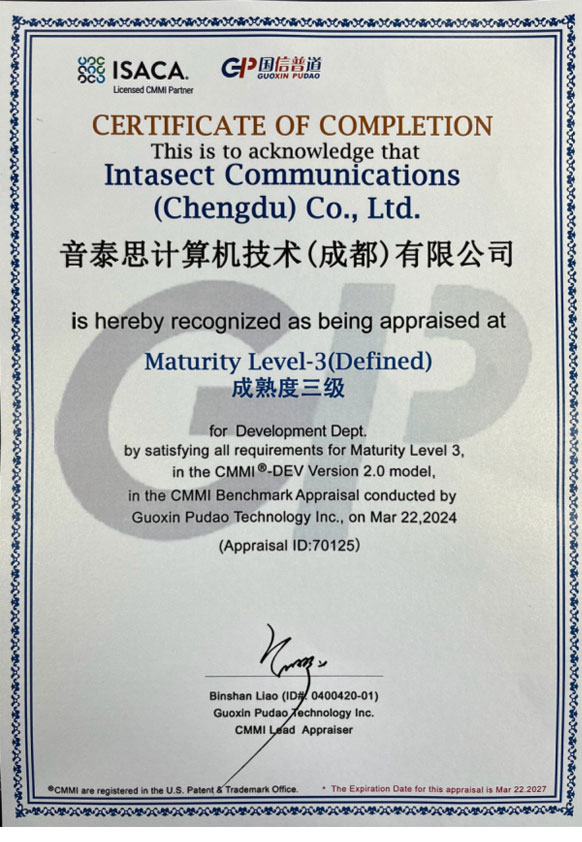 ISACA.
Licensed CMMI Partner
GP 国信普道
GUOXIN PUDAO
CERTIFICATE OF COMPLETION
This is to acknowledge that
Intasect Communications
(Chengdu) Co., Ltd.
音泰思计算机技术(成都)有限公司
is hereby recognized as being appraised at
Maturity Level-3(Defined)
成熟度三级
for Development Dept.
by satisfying all requirements for Maturity Level 3,
in the CMMI®-DEV Version 2.0 model,
in the CMMI Benchmark Appraisal conducted by
Guoxin Pudao Technology Inc., on Mar 22,2024
(Appraisal ID:70125)
Binshan Liao (ID#: 0400420-01)
Guoxin Pudao Technology Inc.
CMMI Lead Appraiser
®CMMI are registered in the U.S. Patent & Trademark Office.
* The Expiration Date for this appraisal is Mar 22.2027